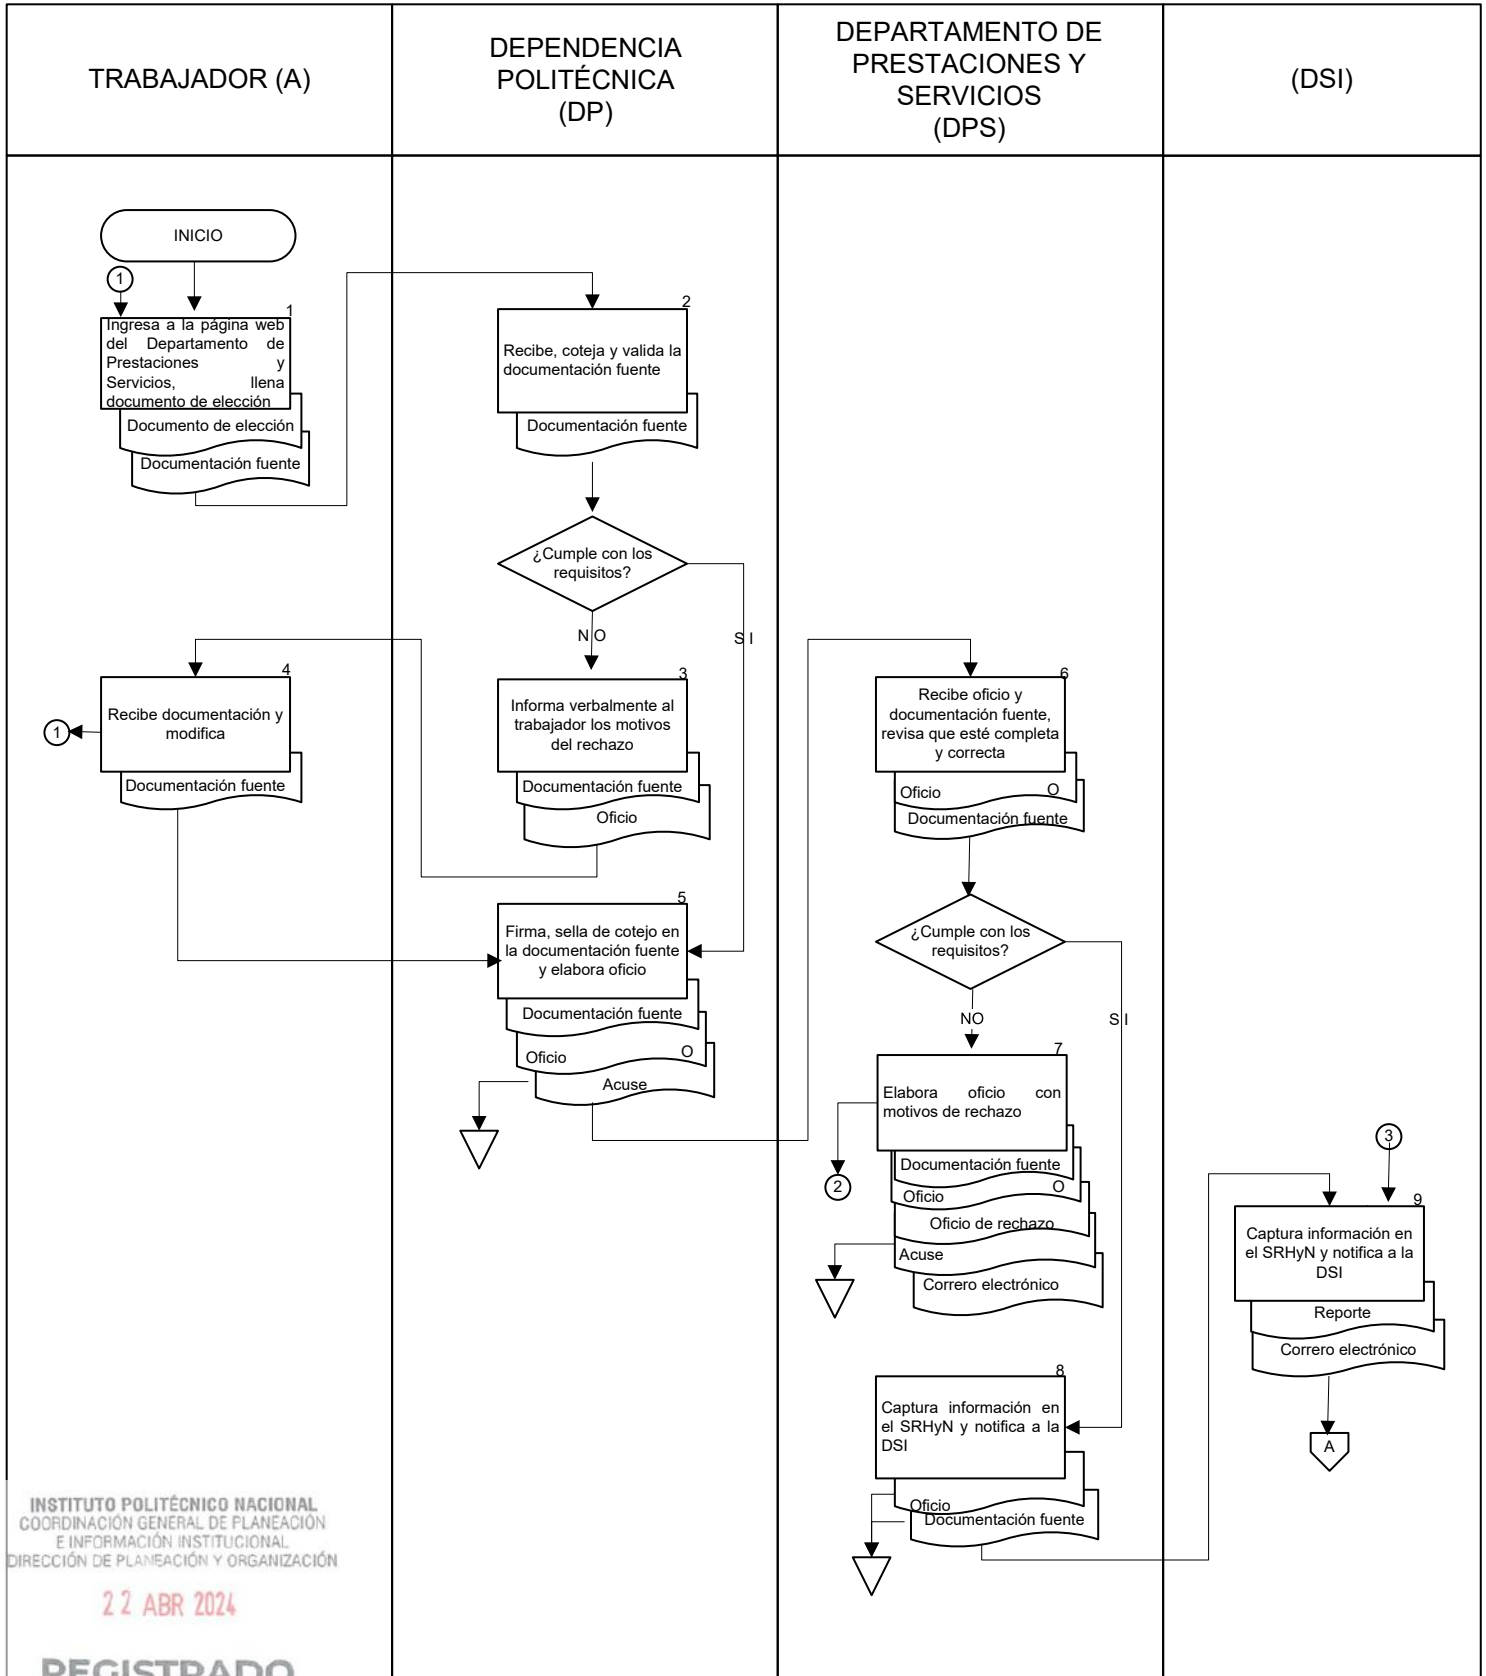 TRABAJADOR (A)
DEPENDENCIA
POLITÉCNICA
(DP)
DEPARTAMENTO DE
PRESTACIONES Y
SERVICIOS
(DPS)
(DSI)
INICIO
1
1
Ingresa a la página web
del Departamento de
Prestaciones y
Servicios, llena
documento de elección
Documento de elección
Documentación fuente
2
Recibe, coteja y valida la
documentación fuente
Documentación fuente
¿Cumple con los
requisitos?
NO
SI
3
Informa verbalmente al
trabajador los motivos
del rechazo
Documentación fuente
Oficio
4
Recibe documentación y
modifica
1
Documentación fuente
5
Firma, sella de cotejo en
la documentación fuente
y elabora oficio
Documentación fuente
Oficio O
Acuse
6
Recibe oficio y
documentación fuente,
revisa que esté completa
y correcta
Oficio O
Documentación fuente
¿Cumple con los
requisitos?
NO
SI
7
Elabora oficio con
motivos de rechazo
2
Documentación fuente
Oficio O
Oficio de rechazo
Acuse
Correro electrónico
8
Captura información en
el SRHyN y notifica a la
DSI
Oficio
Documentación fuente
3
9
Captura información en
el SRHyN y notifica a la
DSI
Reporte
Correro electrónico
A
INSTITUTO POLITÉCNICO NACIONAL
COORDINACIÓN GENERAL DE PLANEACIÓN
E INFORMACIÓN INSTITUCIONAL
DIRECCIÓN DE PLANEACIÓN Y ORGANIZACIÓN
22 ABR 2024
REGISTRADO